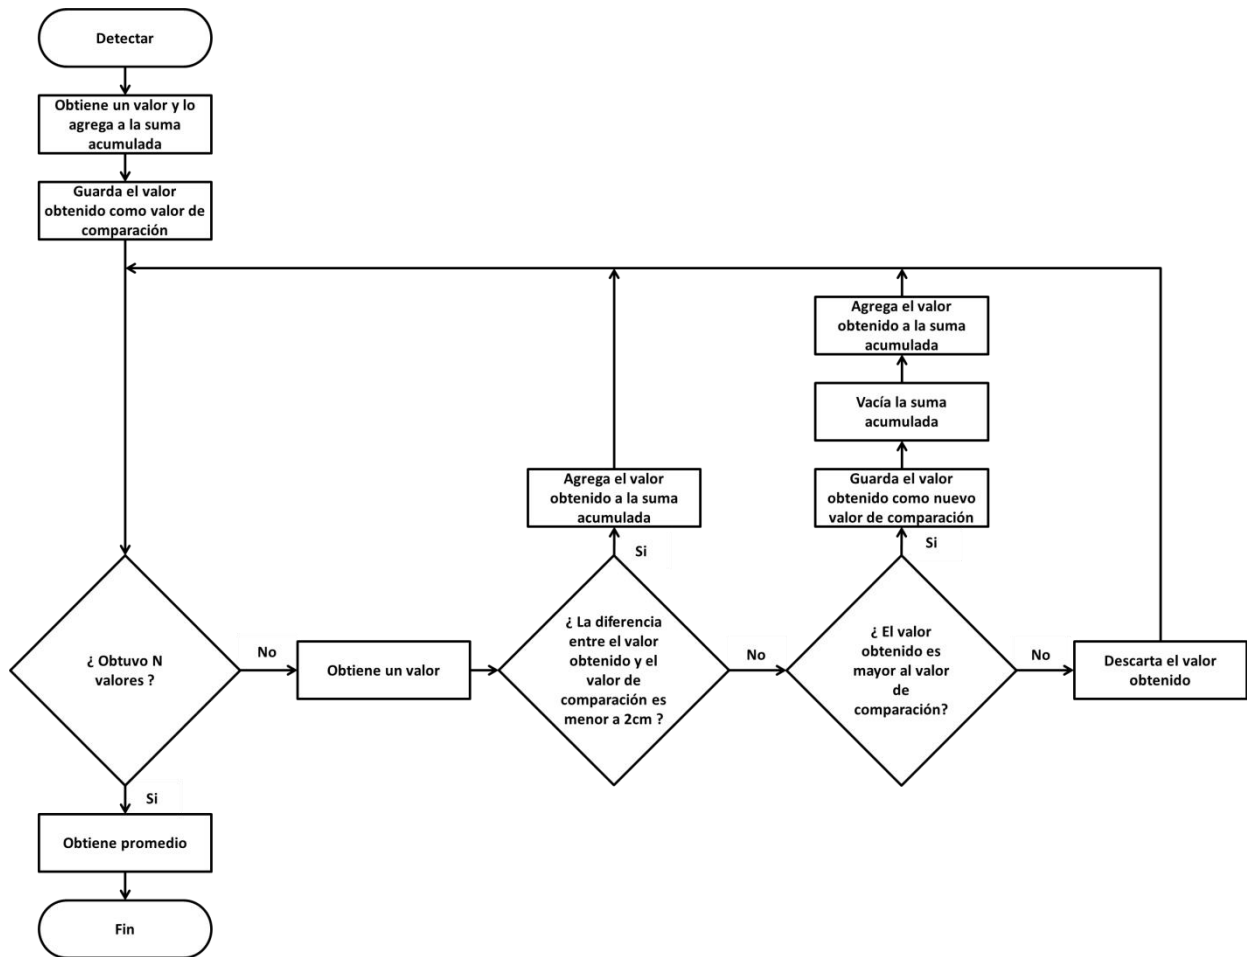 Detectar
Obtiene un valor y lo
agrega a la suma
acumulada
Guarda el valor
obtenido como valor de
comparación
Agrega el valor
obtenido a la suma
acumulada
Vacía la suma
acumulada
Agrega el valor
obtenido a la suma
acumulada
Guarda el valor
obtenido como nuevo
valor de comparación
Si
Si
¿ Obtuvo N
valores ?
No
Obtiene un valor
¿ La diferencia
entre el valor
obtenido y el
valor de
comparación es
menor a 2cm ?
No
¿ El valor
obtenido es
mayor al valor
de
comparación?
No
Descarta el valor
obtenido
Si
Obtiene promedio
Fin